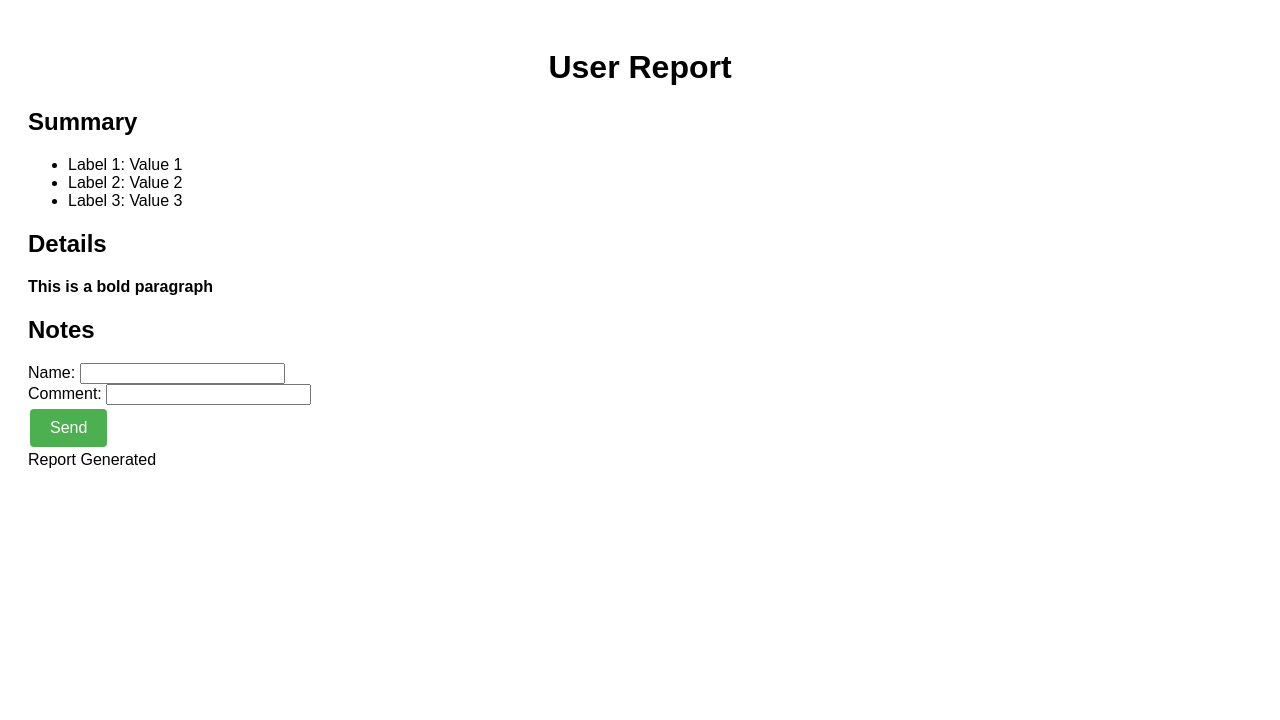 User Report
Summary
Label 1: Value 1
Label 2: Value 2
Label 3: Value 3
Details
This is a bold paragraph
Notes
Name:
Comment:
Send
Report Generated